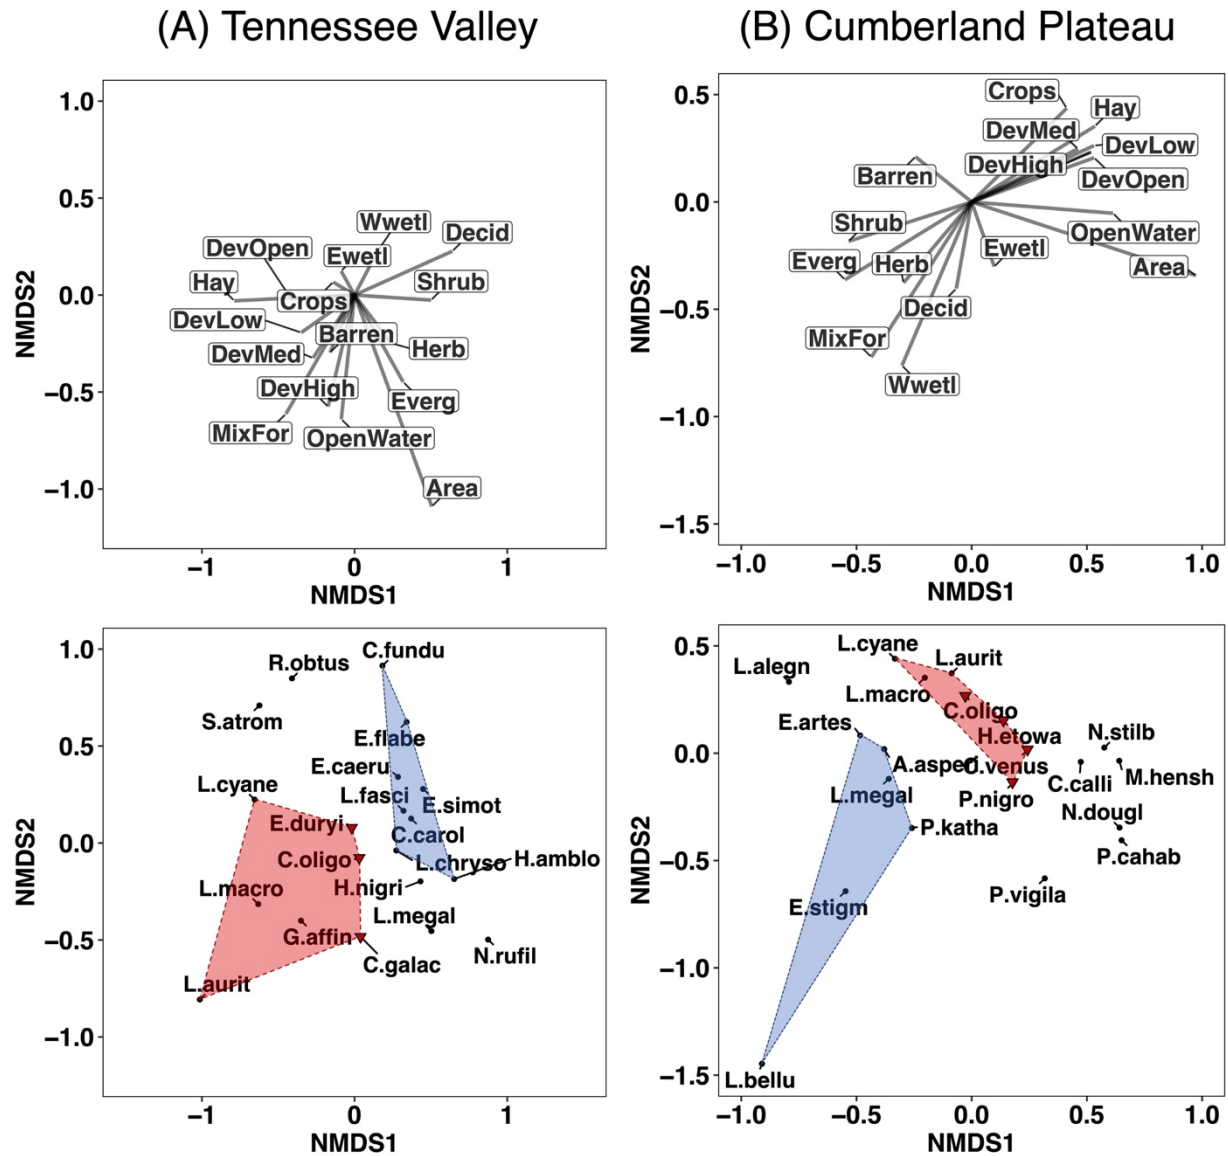 (A) Tennessee Valley
(B) Cumberland Plateau
1.0
0.5
0.0
−0.5
−1.0
NMDS2
Wwetl
Decid
DevOpen
Ewetl
Hay
Shrub
Crops
DevLow
Barren
DevMed
Herb
DevHigh
Everg
MixFor
OpenWater
Area
−1
0
1
NMDS1
0.5
0.0
−0.5
−1.0
−1.5
NMDS2
Crops
Hay
DevMed
DevLow
DevHigh
Barren
DevOpen
Shrub
OpenWater
Ewetl
Everg
Herb
Area
Decid
MixFor
Wwetl
−1.0
−0.5
0.0
0.5
1.0
NMDS1
1.0
0.5
0.0
−0.5
−1.0
NMDS2
C.fundu
R.obtus
S.atrom
E.flabe
E.caeru
L.cyane
L.fasci
E.simot
E.duryi
C.carol
C.oligo
L.chryso
H.amblo
L.macro
H.nigri
L.megal
G.affin
N.rufil
C.galac
L.aurit
−1
0
1
NMDS1
0.5
0.0
−0.5
−1.0
−1.5
NMDS2
L.cyane
L.aurit
L.alegn
L.macro
C.oligo
E.artes
H.etowa
N.stilb
A.asperi
C.venus
L.megal
C.calli
M.hensh
P.nigro
N.dougl
P.katha
P.cahab
P.vigila
E.stigm
L.bellu
−1.0
−0.5
0.0
0.5
1.0
NMDS1